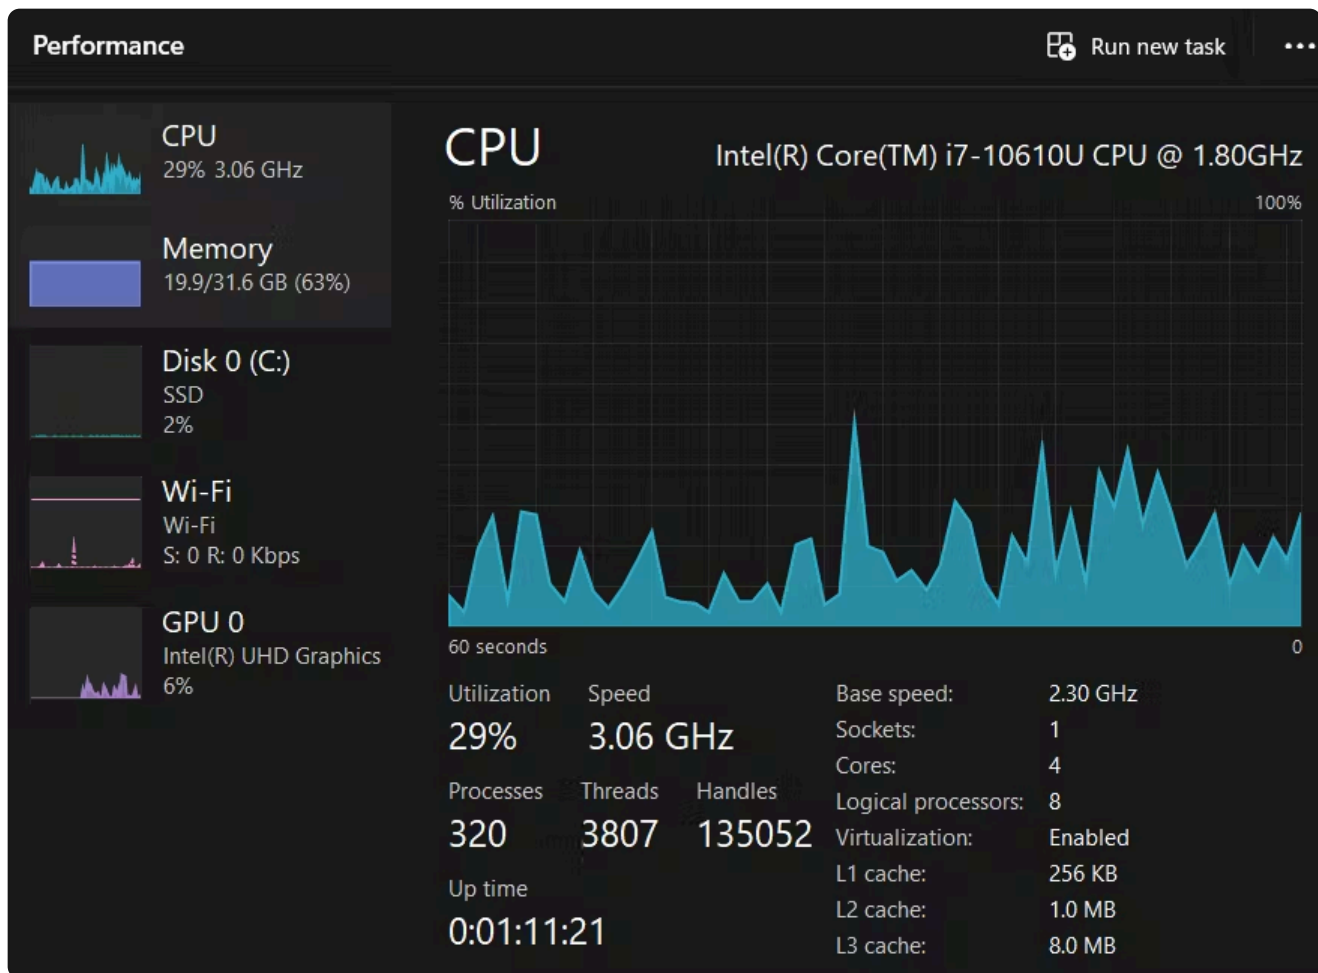 Performance
Run new task
CPU
29% 3.06 GHz
Memory
19.9/31.6 GB (63%)
Disk 0 (C:)
SSD
2%
Wi-Fi
Wi-Fi
S: 0 R: 0 Kbps
GPU 0
Intel(R) UHD Graphics
6%
CPU
Intel(R) Core(TM) i7-10610U CPU @ 1.80GHz
% Utilization 100%
60 seconds 0
Utilization Speed
29% 3.06 GHz
Processes Threads Handles
320 3807 135052
Up time
0:01:11:21
Base speed: 2.30 GHz
Sockets: 1
Cores: 4
Logical processors: 8
Virtualization: Enabled
L1 cache: 256 KB
L2 cache: 1.0 MB
L3 cache: 8.0 MB